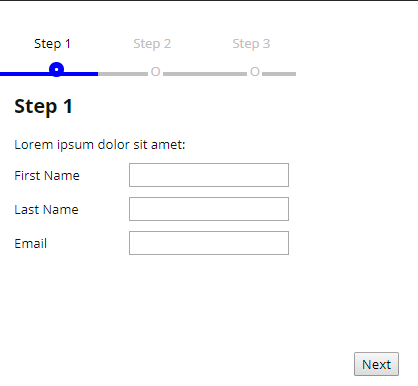 Step 1 Step 2 Step 3
Step 1
Lorem ipsum dolor sit amet:
First Name
Last Name
Email
Next